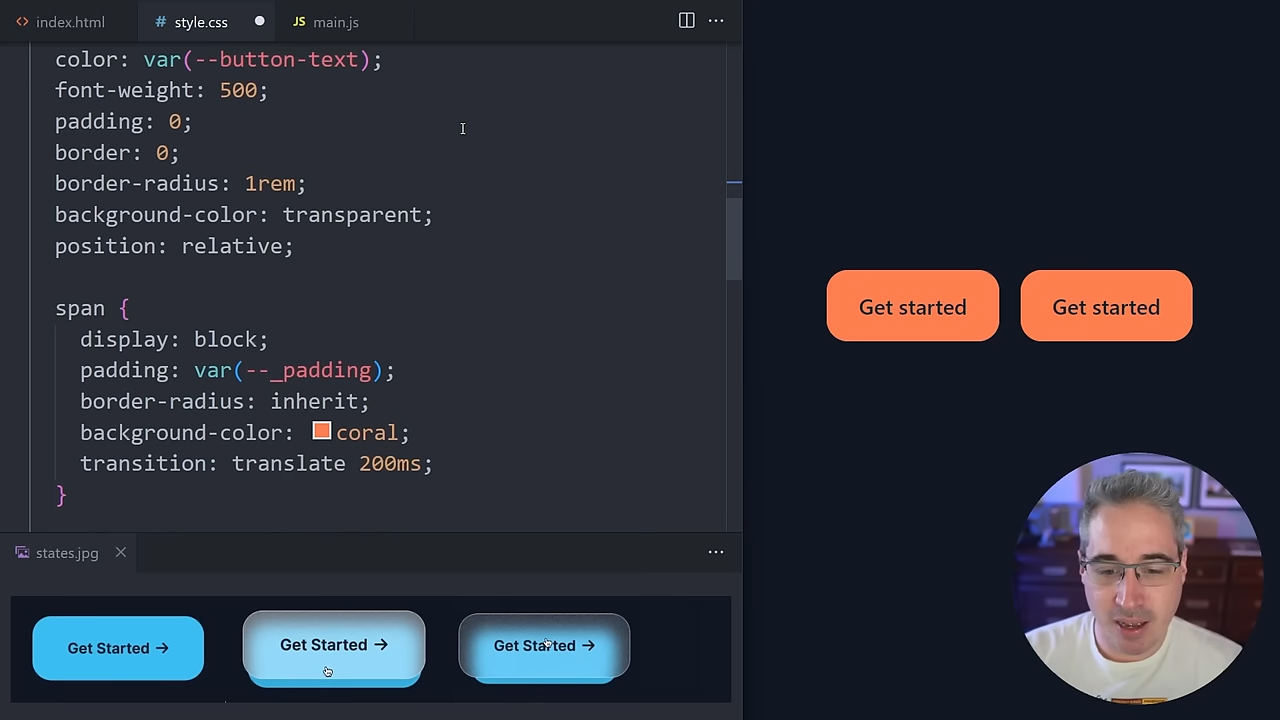 index.html
# style.css
JS main.js
color: var(--button-text);
font-weight: 500;
padding: 0;
border: 0;
border-radius: 1rem;
background-color: transparent;
position: relative;
span {
display: block;
padding: var(--_padding);
border-radius: inherit;
background-color: coral;
transition: translate 200ms;
}
Get started
Get started
states.jpg
Get Started →
Get Started →
Get Started →